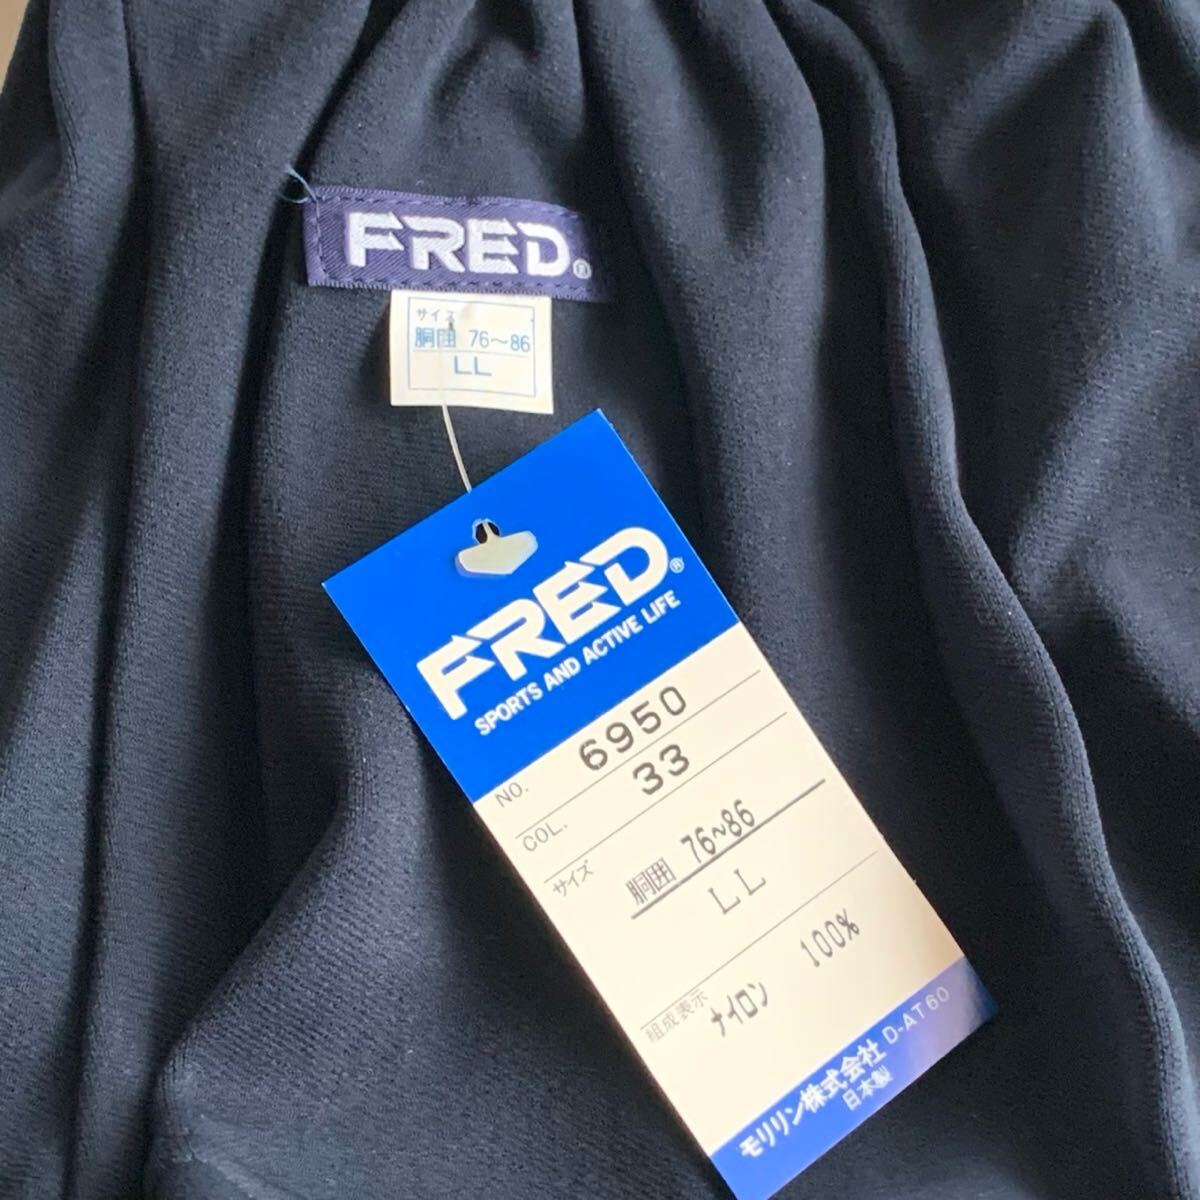 FRED®
サイズ
胴囲 76〜86
LL
FRED®
SPORTS AND ACTIVE LIFE
NO. 6950
COL. 33
サイズ 胴囲 76〜86
LL
組成表示 ナイロン 100%
モリリン株式会社 D-AT60
日本製